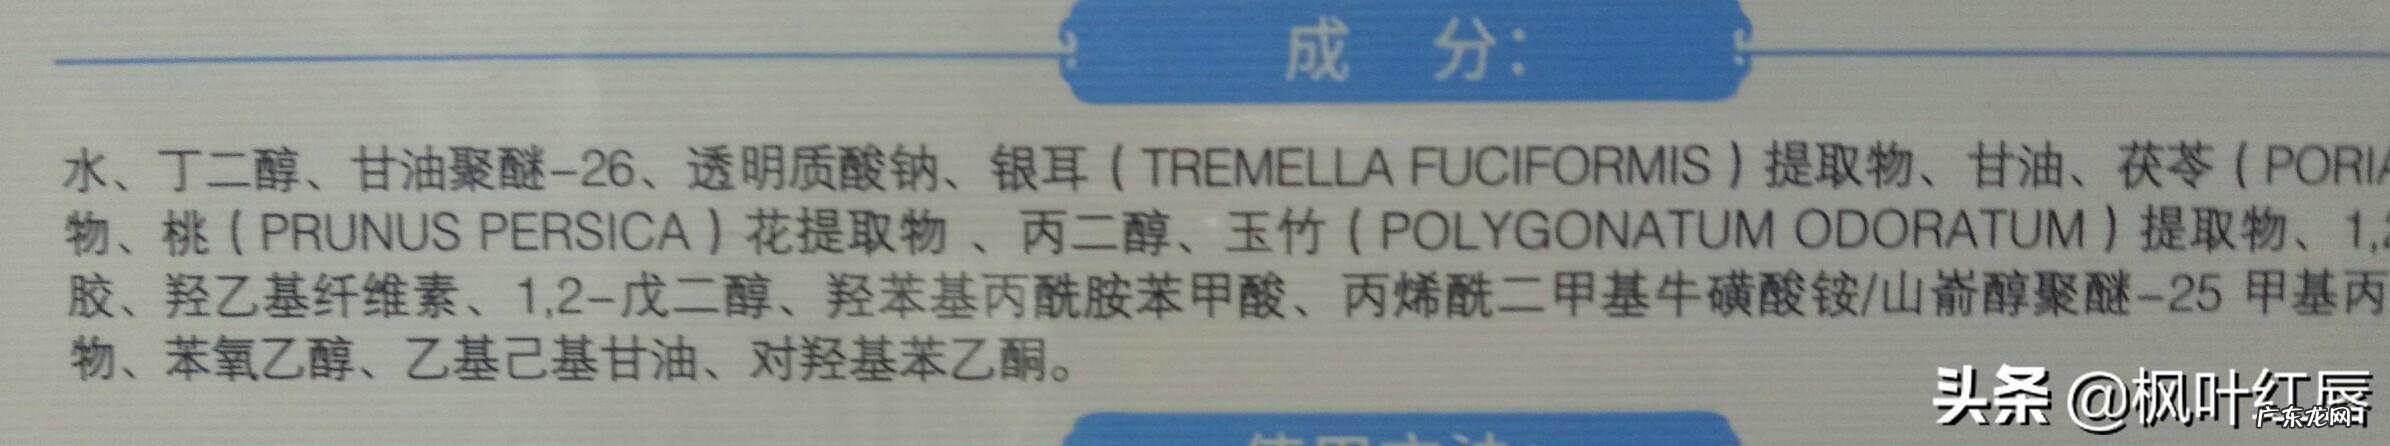 成 分：
水、丁二醇、甘油聚醚-26、透明质酸钠、银耳（TREMELLA FUCIFORMIS）提取物、甘油、茯苓（PORIA
物、桃（PRUNUS PERSICA）花提取物 、丙二醇、玉竹（POLYGONATUM ODORATUM）提取物、1,2
胶、羟乙基纤维素、1,2-戊二醇、羟苯基丙酰胺苯甲酸、丙烯酰二甲基牛磺酸铵/山嵛醇聚醚-25 甲基丙
物、苯氧乙醇、乙基己基甘油、对羟基苯乙酮。
头条 @枫叶红唇
广东龙网